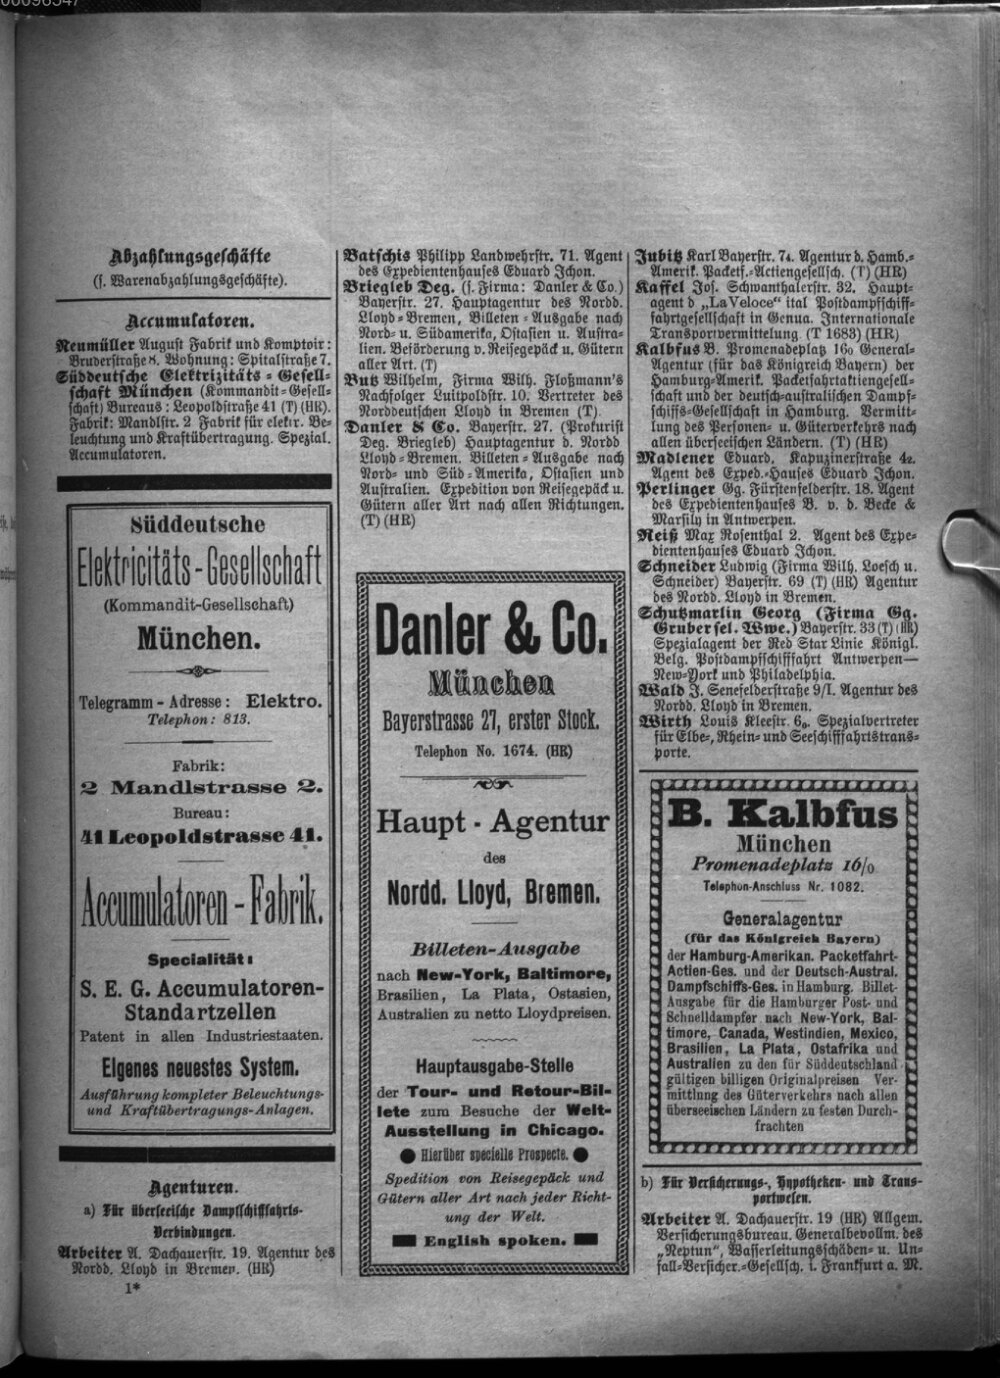 Abzahlungsgeschäfte
(s. Warenabzahlungsgeschäfte).
Accumulatoren.
Neumüller August Fabrik und Komptoir:
Bruderstraße 8. Wohnung: Spitalstraße 7.
Süddeutsche Elektrizitäts-Gesell-
schaft München (Kommandit-Gesell-
schaft) Bureaus: Leopoldstraße 41 (T) (HR).
Fabrik: Mandlstr. 2 Fabrik für elektr. Be-
leuchtung und Kraftübertragung. Spezial.
Accumulatoren.
Süddeutsche
Elektricitäts-Gesellschaft
(Kommandit-Gesellschaft)
München.
Telegramm-Adresse: Elektro.
Telephon: 813.
Fabrik:
2 Mandlstrasse 2.
Bureau:
41 Leopoldstrasse 41.
Accumulatoren-Fabrik.
Specialität:
S. E. G. Accumulatoren-
Standartzellen
Patent in allen Industriestaaten.
Eigenes neuestes System.
Ausführung kompleter Beleuchtungs-
und Kraftübertragungs-Anlagen.
Agenturen.
a) Für überseeische Dampfschifffahrts-
Verbindungen.
Arbeiter A. Dachauerstr. 19. Agentur des
Nordd. Lloyd in Bremen. (HR)
1*
Batschis Philipp Landwehrstr. 71. Agent
des Expedientenhauses Eduard Ichon.
Briegleb Deg. (s. Firma: Danler & Co.)
Bayerstr. 27. Hauptagentur des Nordd.
Lloyd-Bremen, Billeten-Ausgabe nach
Nord- u. Südamerika, Ostasien u. Austra-
lien. Beförderung v. Reisegepäck u. Gütern
aller Art. (T)
Butz Wilhelm, Firma Wilh. Floßmann's
Nachfolger Luitpoldstr. 10. Vertreter des
Norddeutschen Lloyd in Bremen (T)
Danler & Co. Bayerstr. 27. (Prokurist
Deg. Briegleb) Hauptagentur d. Nordd
Lloyd-Bremen. Billeten-Ausgabe nach
Nord- und Süd-Amerika, Ostasien und
Australien. Expedition von Reisegepäck u.
Gütern aller Art nach allen Richtungen.
(T) (HR)
Danler & Co.
München
Bayerstrasse 27, erster Stock.
Telephon No. 1674. (HR)
Haupt-Agentur
des
Nordd. Lloyd, Bremen.
Billeten-Ausgabe
nach New-York, Baltimore,
Brasilien, La Plata, Ostasien,
Australien zu netto Lloydpreisen.
Hauptausgabe-Stelle
der Tour- und Retour-Bil-
lete zum Besuche der Welt-
Ausstellung in Chicago.
Hierüber specielle Prospecte.
Spedition von Reisegepäck und
Gütern aller Art nach jeder Richt-
ung der Welt.
English spoken.
Jubitz Karl Bayerstr. 74. Agentur d. Hamb.-
Amerik. Packetf.-Actiengesellsch. (T) (HR)
Kaffel Jos. Schwanthalerstr. 32. Haupt-
agent d „La Veloce“ ital Postdampfschiff-
fahrtgesellschaft in Genua. Internationale
Transportvermittelung. (T 1683) (HR)
Kalbfus B. Promenadeplatz 16o General-
Agentur (für das Königreich Bayern) der
Hamburg-Amerik. Packetfahrtaktiengesell-
schaft und der deutsch-australischen Dampf-
schiffs-Gesellschaft in Hamburg. Vermitt-
lung des Personen- u. Güterverkehrs nach
allen überseeischen Ländern. (T) (HR)
Madlener Eduard, Kapuzinerstraße 42.
Agent des Exped.-Hauses Eduard Ichon.
Perlinger Gg. Fürstenfelderstr. 18. Agent
des Expedientenhauses B. v. d. Becke &
Marsily in Antwerpen.
Reiß Max Rosenthal 2. Agent des Expe-
dientenhauses Eduard Ichon.
Schneider Ludwig (Firma Wilh. Loesch u.
Schneider) Bayerstr. 69 (T) (HR) Agentur
des Nordd. Lloyd in Bremen.
Schutzmarlin Georg (Firma Gg.
Gruber sel. Wwe.) Bayerstr. 33 (T) (HR)
Spezialagent der Red Star Linie Königl.
Belg. Postdampfschifffahrt Antwerpen—
New-York und Philadelphia.
Wald J. Senefelderstraße 9/I. Agentur des
Nordd. Lloyd in Bremen.
Wirth Louis Kleestr. 6o. Spezialvertreter
für Elbe-, Rhein- und Seeschifffahrtstrans-
porte.
B. Kalbfus
München
Promenadeplatz 16/0
Telephon-Anschluss Nr. 1082.
Generalagentur
(für das Königreich Bayern)
der Hamburg-Amerikan. Packetfahrt-
Actien-Ges. und der Deutsch-Austral.
Dampfschiffs-Ges. in Hamburg. Billet-
Ausgabe für die Hamburger Post- und
Schnelldampfer nach New-York, Bal-
timore, Canada, Westindien, Mexico,
Brasilien, La Plata, Ostafrika und
Australien zu den für Süddeutschland
gültigen billigen Originalpreisen Ver-
mittlung des Güterverkehrs nach allen
überseeischen Ländern zu festen Durch-
frachten
b) Für Versicherungs-, Hypotheken- und Trans-
portwesen.
Arbeiter A. Dachauerstr. 19 (HR) Allgem.
Versicherungsbureau. Generalbevollm. des
„Neptun“, Wasserleitungsschäden- u. Un-
fall-Versicher.-Gesellsch. i. Frankfurt a. M.